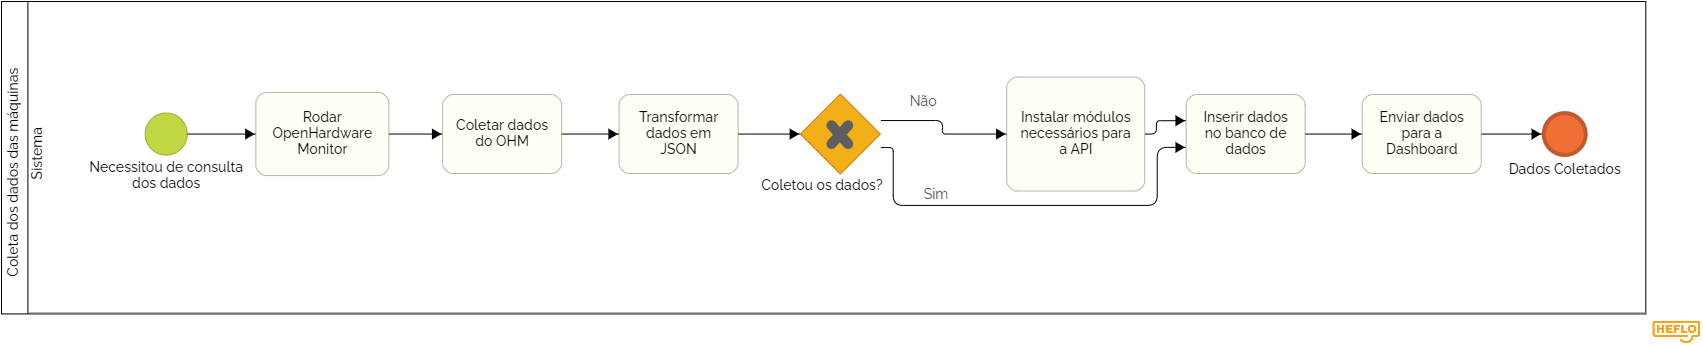 Coleta dos dados das máquinas
Sistema
Necessitou de consulta
dos dados
Rodar
OpenHardware
Monitor
Coletar dados
do OHM
Transformar
dados em
JSON
Coletou os dados?
Não
Sim
Instalar módulos
necessários para
a API
Inserir dados
no banco de
dados
Enviar dados
para a
Dashboard
Dados Coletados
HEFLO